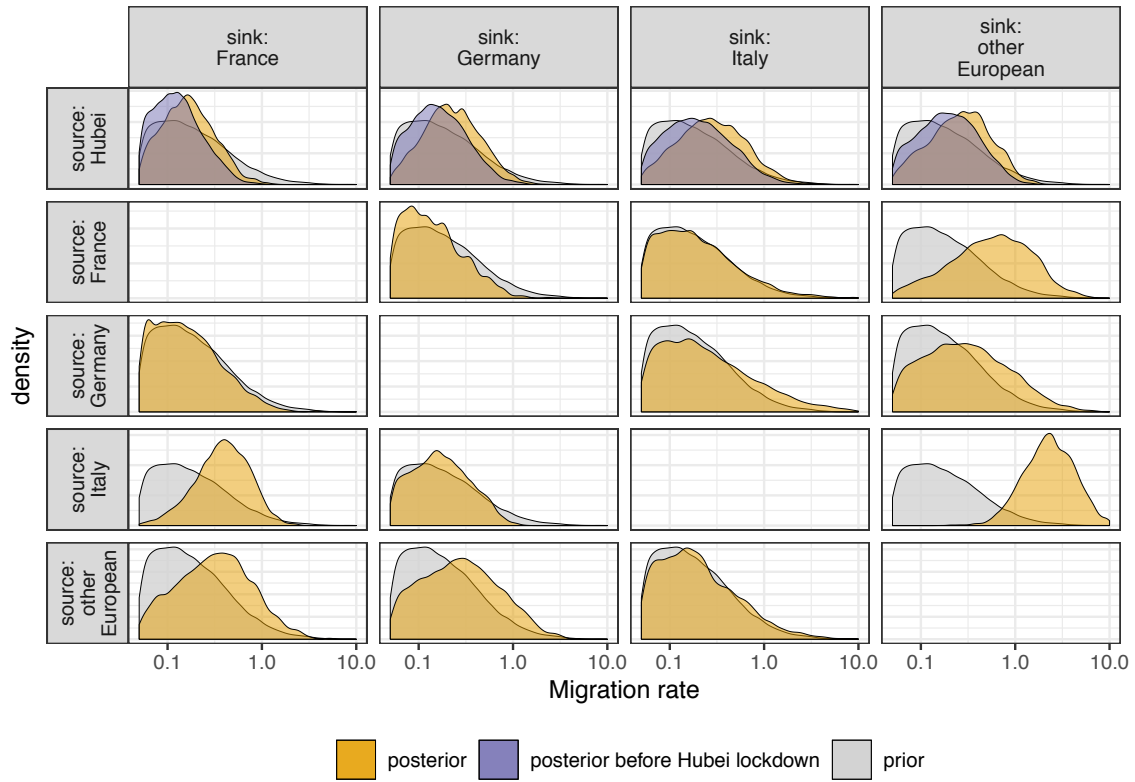 sink:
France
sink:
Germany
sink:
Italy
sink:
other
European
source:
Hubei
source:
France
source:
Germany
source:
Italy
source:
other
European
density
0.1 1.0 10.0 0.1 1.0 10.0 0.1 1.0 10.0 0.1 1.0 10.0
Migration rate
posterior posterior before Hubei lockdown prior